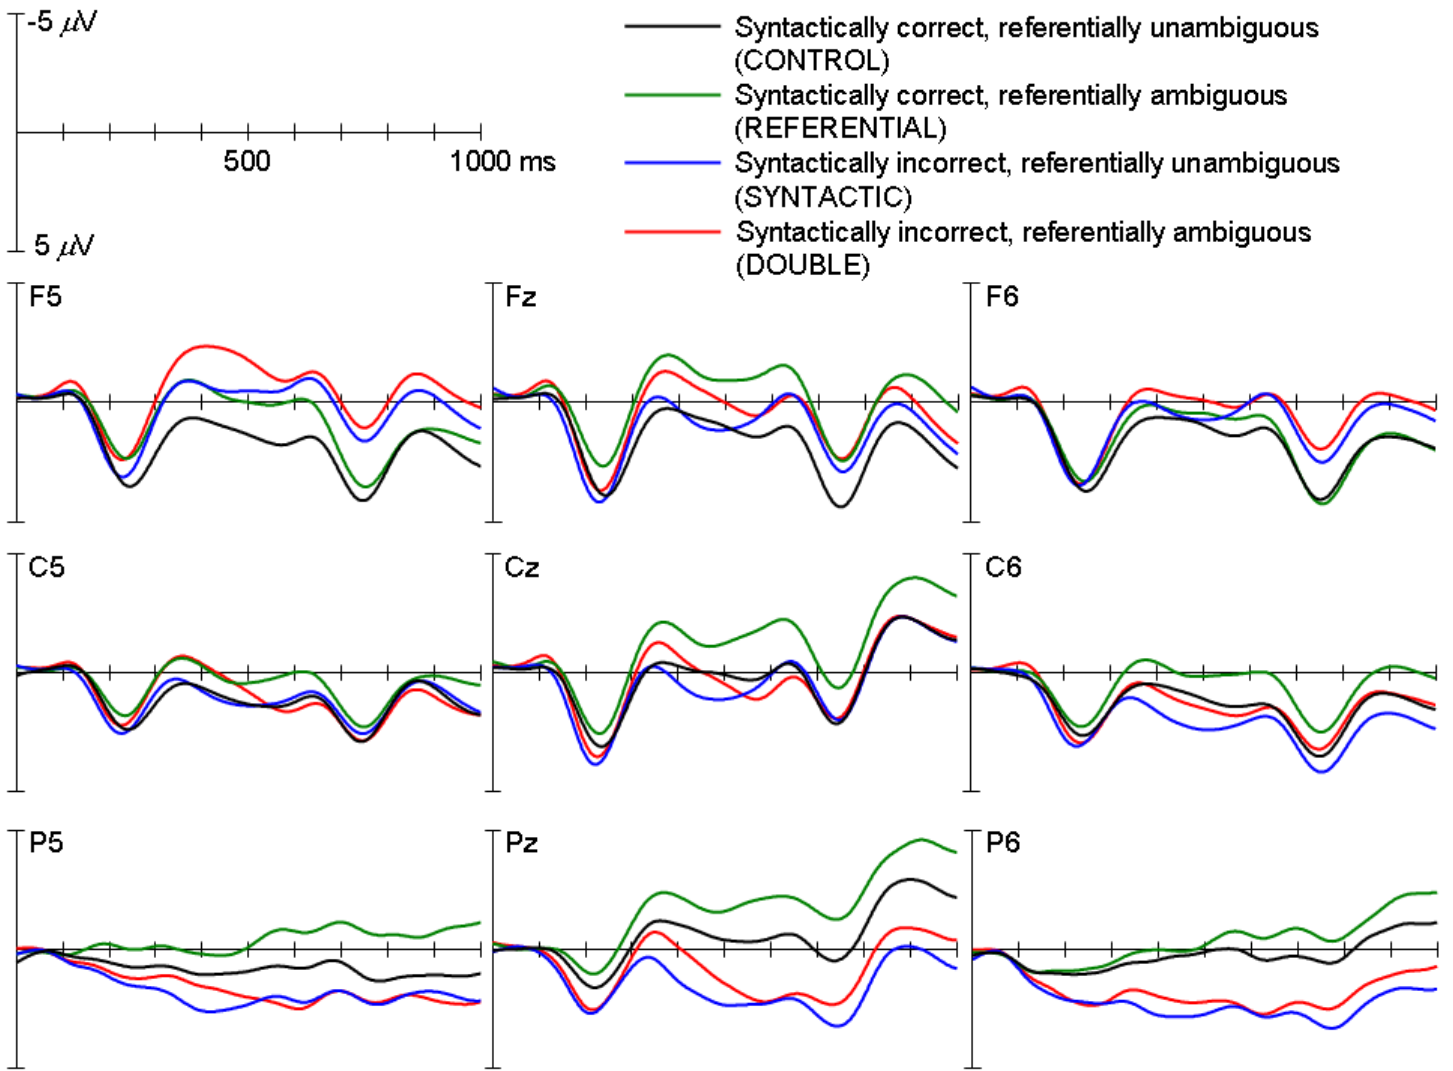 -5 μV
Syntactically correct, referentially unambiguous
(CONTROL)
Syntactically correct, referentially ambiguous
(REFERENTIAL)
500
1000 ms
Syntactically incorrect, referentially unambiguous
(SYNTACTIC)
5 μV
Syntactically incorrect, referentially ambiguous
(DOUBLE)
F5
Fz
F6
C5
Cz
C6
P5
Pz
P6